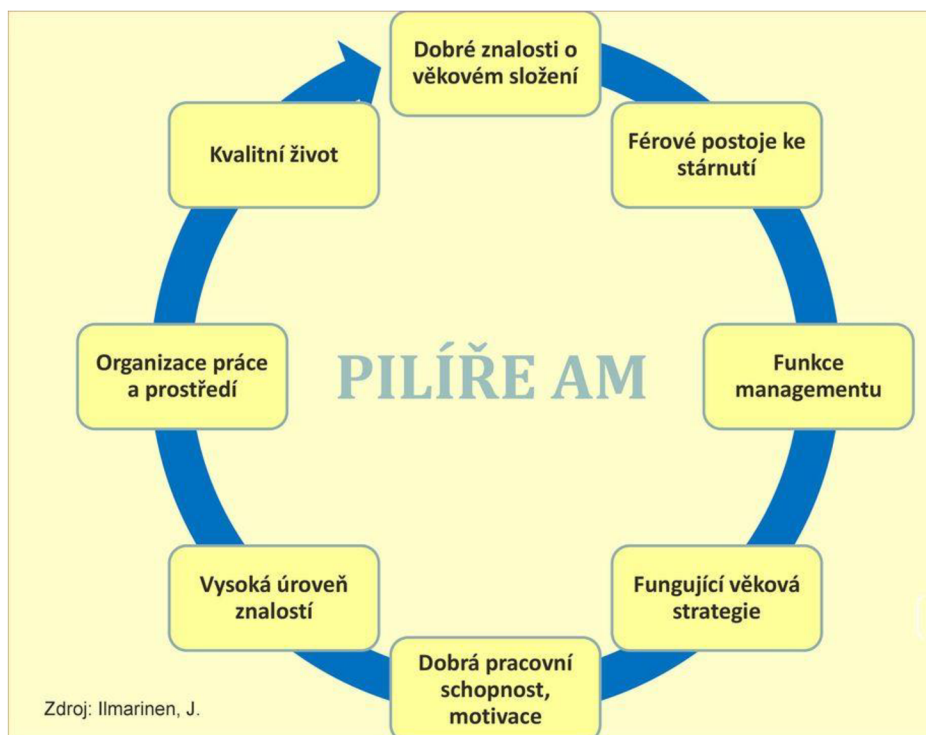 Dobré znalosti o
věkovém složení
Férové postoje ke
stárnutí
Funkce
managementu
Fungující věková
strategie
Dobrá pracovní
schopnost,
motivace
Vysoká úroveň
znalostí
Organizace práce
a prostředí
Kvalitní život
PILÍŘE AM
Zdroj: Ilmarinen, J.